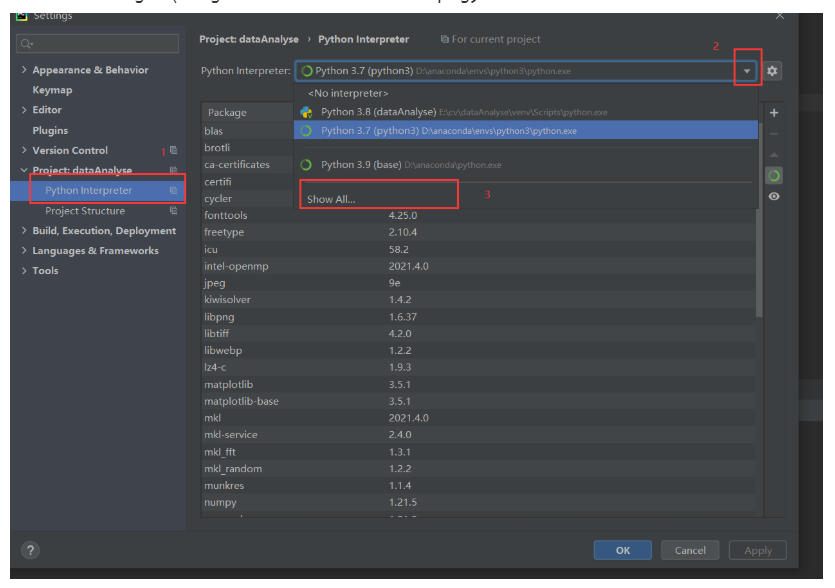 Settings
Project: dataAnalyse › Python Interpreter For current project
2
> Appearance & Behavior
Keymap
> Editor
Plugins
> Version Control
1
Project: dataAnalyse
Python Interpreter
Project Structure
> Build, Execution, Deployment
> Languages & Frameworks
> Tools
Python Interpreter: Python 3.7 (python3) D:\anaconda\envs\python3\python.exe
<No interpreter>
Python 3.8 (dataAnalyse) E:\cv\dataAnalyse\venv\Scripts\python.exe
Python 3.7 (python3) D:\anaconda\envs\python3\python.exe
Python 3.9 (base) D:\anaconda\python.exe
Show All...
3
Package
blas
brotli
ca-certificates
certifi
cycler
fonttools 4.25.0
freetype 2.10.4
icu 58.2
intel-openmp 2021.4.0
jpeg 9e
kiwisolver 1.4.2
libpng 1.6.37
libtiff 4.2.0
libwebp 1.2.2
lz4-c 1.9.3
matplotlib 3.5.1
matplotlib-base 3.5.1
mkl 2021.4.0
mkl-service 2.4.0
mkl_fft 1.3.1
mkl_random 1.2.2
munkres 1.1.4
numpy 1.21.5
?
OK Cancel Apply